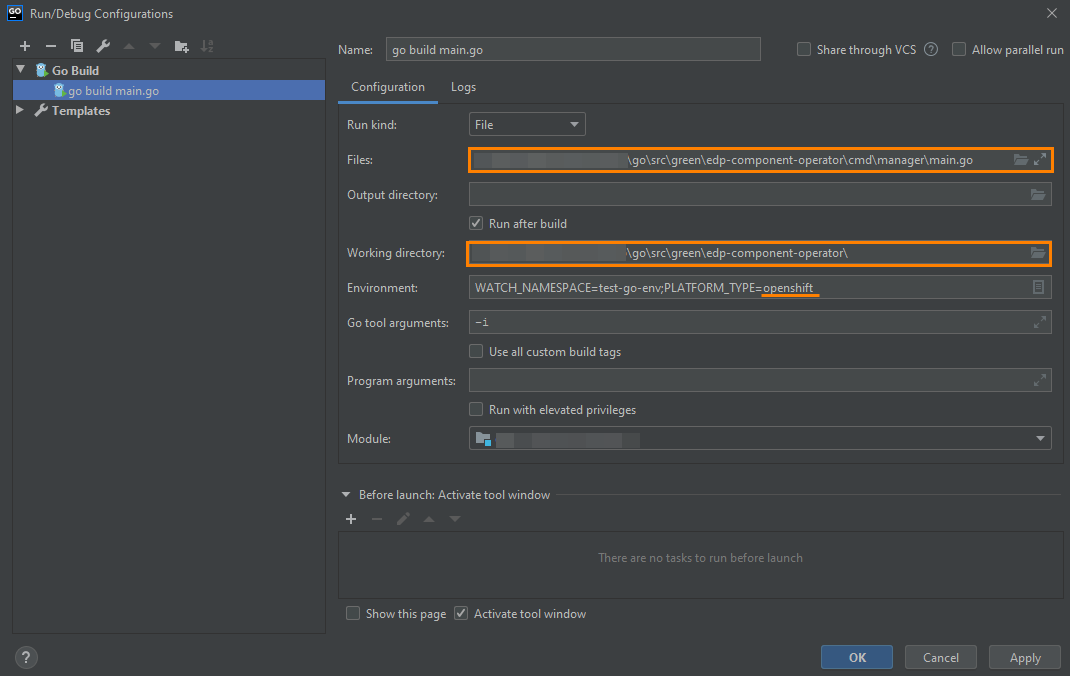 GO Run/Debug Configurations
Name: go build main.go Share through VCS ? Allow parallel run
Go Build
go build main.go
Templates
Configuration Logs
Run kind: File
Files: \go\src\green\edp-component-operator\cmd\manager\main.go
Output directory:
Run after build
Working directory: \go\src\green\edp-component-operator\
Environment: WATCH_NAMESPACE=test-go-env;PLATFORM_TYPE=openshift
Go tool arguments: -i
Use all custom build tags
Program arguments:
Run with elevated privileges
Module:
Before launch: Activate tool window
There are no tasks to run before launch
Show this page Activate tool window
? OK Cancel Apply